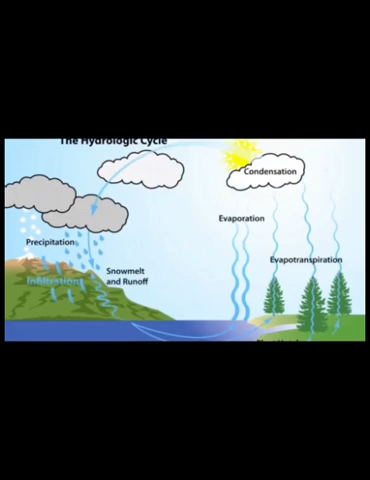 The Hydrologic Cycle
Condensation
Evaporation
Precipitation
Evapotranspiration
Snowmelt
and Runoff
Infiltration